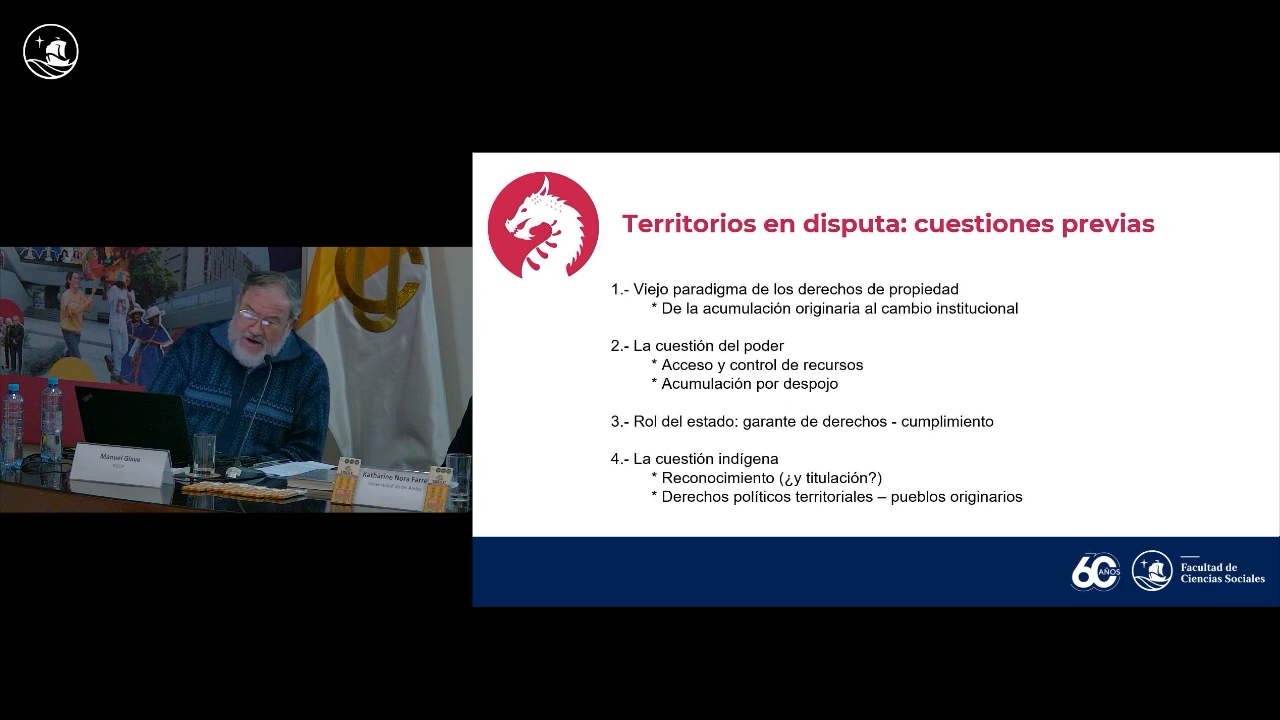 Territorios en disputa: cuestiones previas
1.- Viejo paradigma de los derechos de propiedad
* De la acumulación originaria al cambio institucional
2.- La cuestión del poder
* Acceso y control de recursos
* Acumulación por despojo
3.- Rol del estado: garante de derechos - cumplimiento
4.- La cuestión indígena
* Reconocimiento (¿y titulación?)
* Derechos políticos territoriales – pueblos originarios
Manuel Glave
Katharine Nora Farre
60 AÑOS
Facultad de
Ciencias Sociales